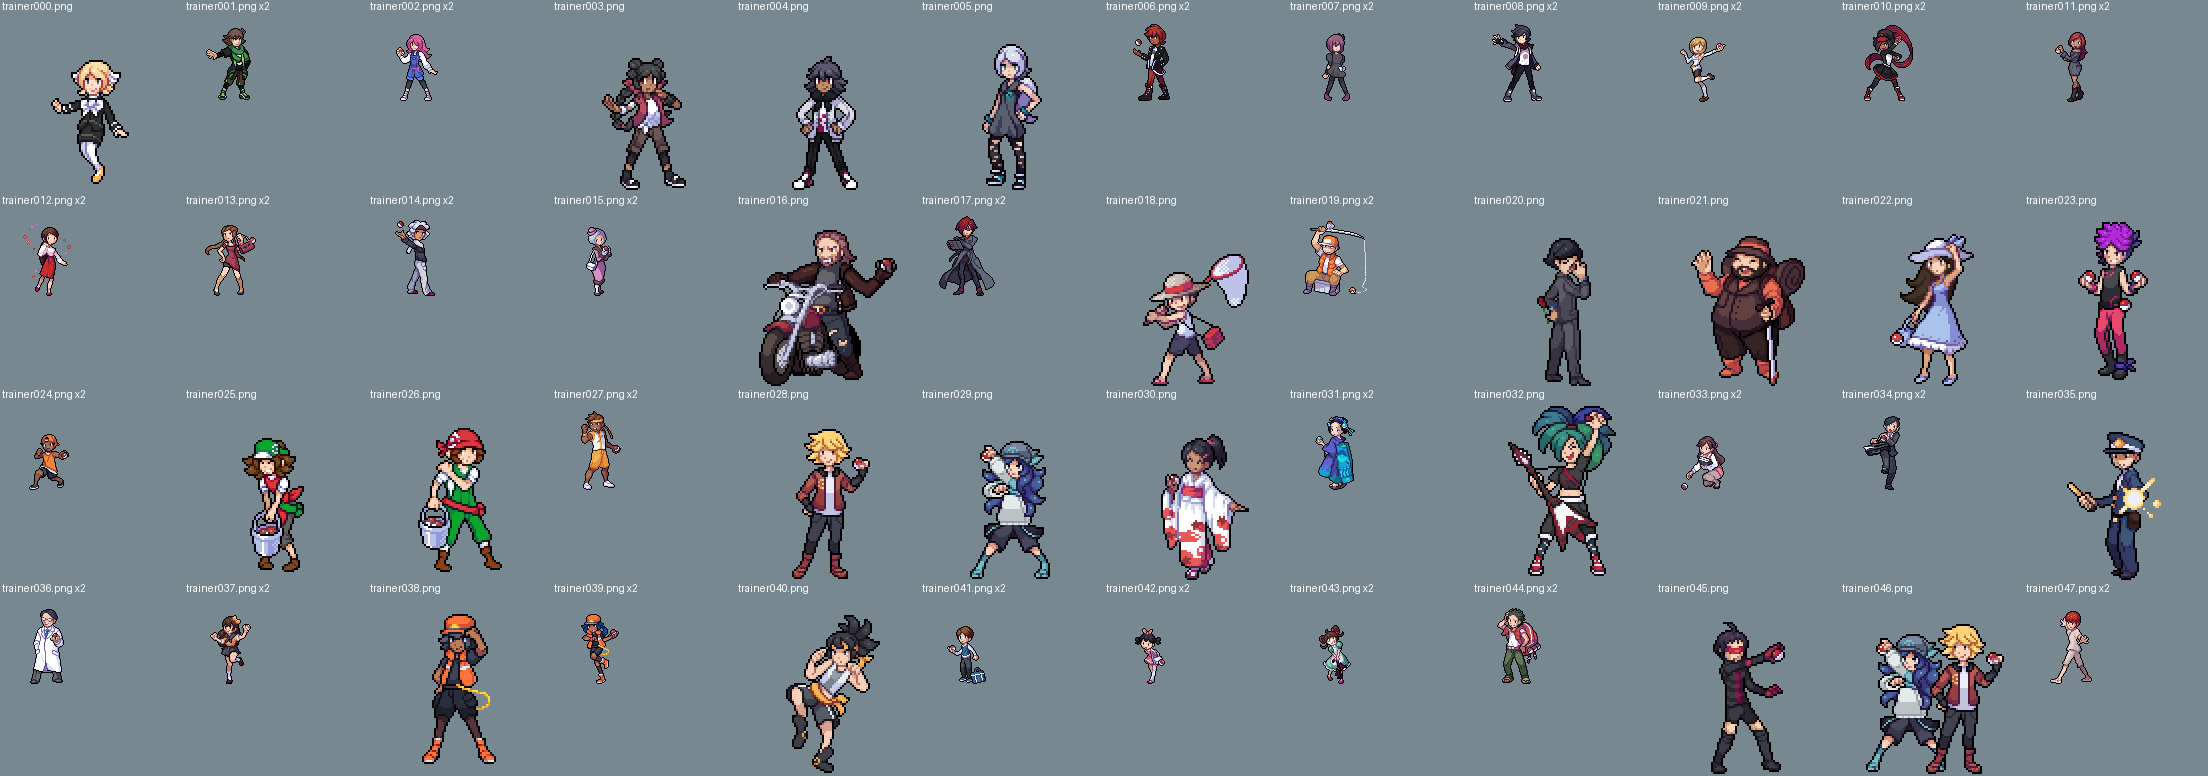 trainer000.png
trainer001.png x2
trainer002.png x2
trainer003.png
trainer004.png
trainer005.png
trainer006.png x2
trainer007.png x2
trainer008.png x2
trainer009.png x2
trainer010.png x2
trainer011.png x2
trainer012.png x2
trainer013.png x2
trainer014.png x2
trainer015.png x2
trainer016.png
trainer017.png x2
trainer018.png
trainer019.png x2
trainer020.png
trainer021.png
trainer022.png
trainer023.png
trainer024.png x2
trainer025.png
trainer026.png
trainer027.png x2
trainer028.png
trainer029.png
trainer030.png
trainer031.png x2
trainer032.png
trainer033.png x2
trainer034.png x2
trainer035.png
trainer036.png x2
trainer037.png x2
trainer038.png
trainer039.png x2
trainer040.png
trainer041.png x2
trainer042.png x2
trainer043.png x2
trainer044.png x2
trainer045.png
trainer046.png
trainer047.png x2